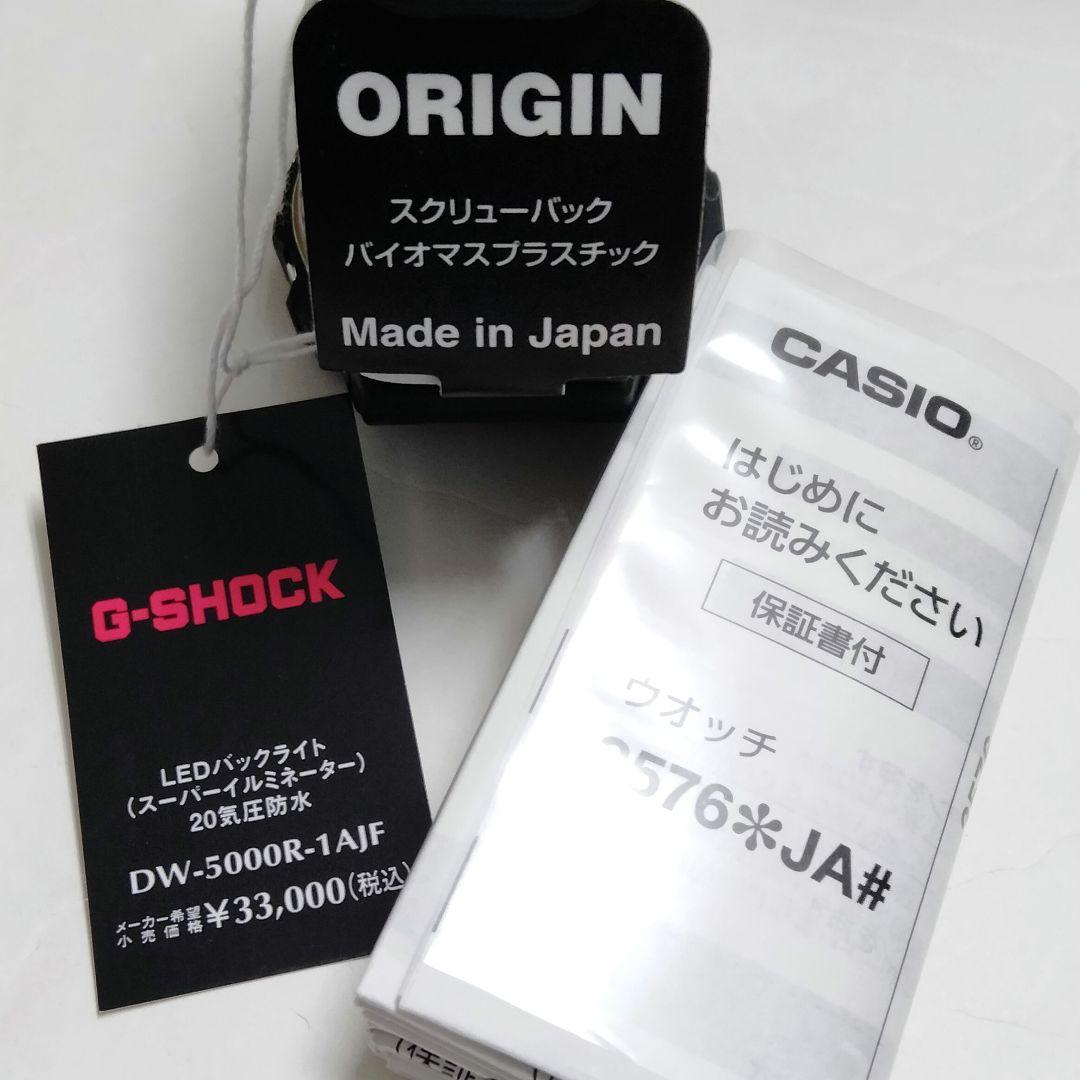 ORIGIN
スクリューバック
バイオマスプラスチック
Made in Japan
G-SHOCK
LEDバックライト
(スーパーイルミネーター)
20気圧防水
DW-5000R-1AJF
メーカー希望
小売価格 ¥33,000(税込)
CASIO®
はじめに
お読みください
保証書付
ウオッチ
576✻JA#